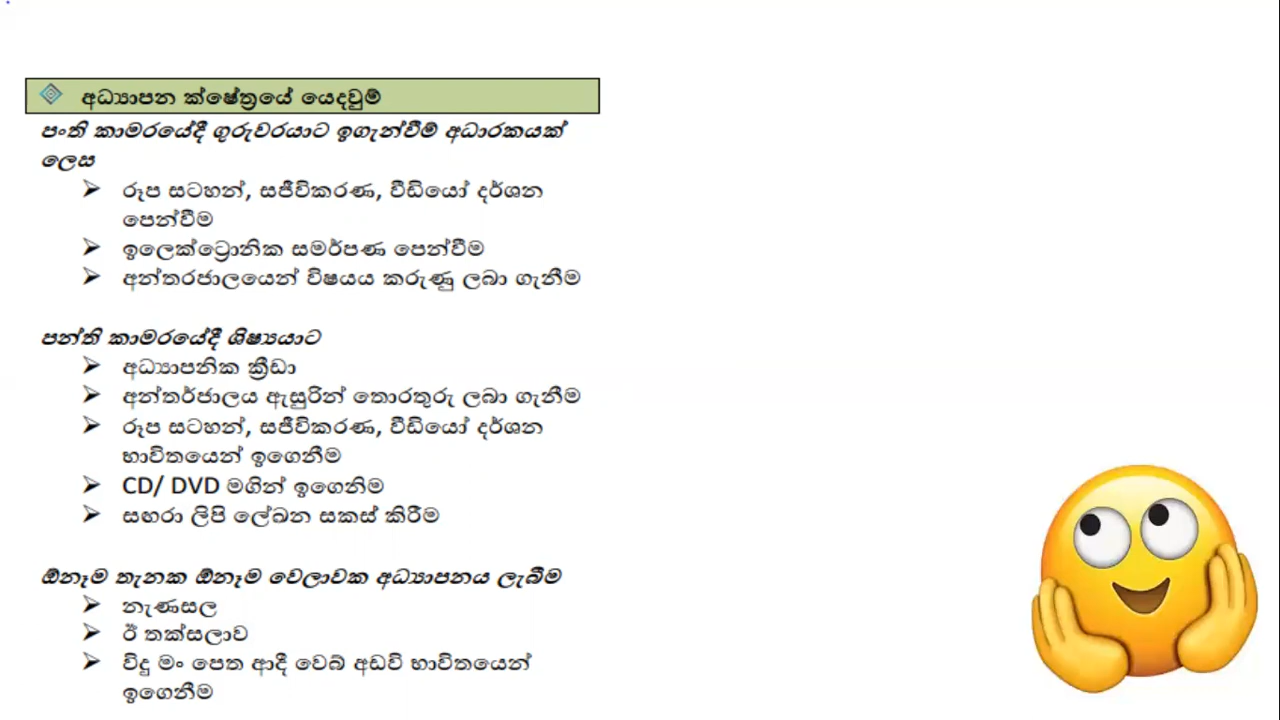 අධ්‍යාපන ක්ෂේත්‍රයේ යෙදවුම්
පංති කාමරයේදී ගුරුවරයාට ඉගැන්වීම් අධාරකයක්
ලෙස
➢ රූප සටහන්, සජීවිකරණ, වීඩියෝ දර්ශන
පෙන්වීම
➢ ඉලෙක්ට්‍රොනික සමර්පණ පෙන්වීම
➢ අන්තරජාලයෙන් විෂයය කරුණු ලබා ගැනීම
පන්ති කාමරයේදී ශිෂ්‍යයාට
➢ අධ්‍යාපනික ක්‍රීඩා
➢ අන්තර්ජාලය ඇසුරින් තොරතුරු ලබා ගැනීම
➢ රූප සටහන්, සජීවිකරණ, වීඩියෝ දර්ශන
භාවිතයෙන් ඉගෙනීම
➢ CD/ DVD මගින් ඉගෙනිම
➢ සඟරා ලිපි ලේඛන සකස් කිරීම
ඕනෑම තැනක ඕනෑම වෙලාවක අධ්‍යාපනය ලැබීම
➢ නැණසල
➢ ඊ තක්සලාව
➢ විදු මං පෙත ආදී වෙබ් අඩවි භාවිතයෙන්
ඉගෙනීම